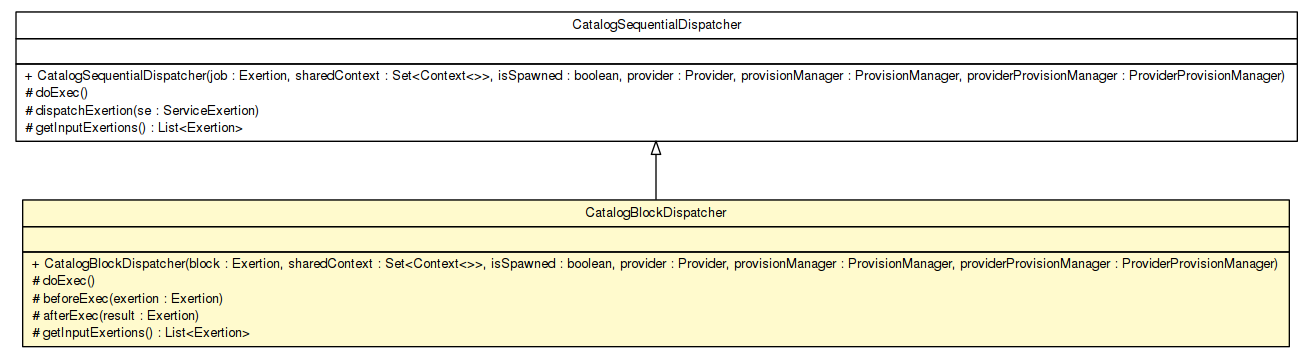 CatalogSequentialDispatcher
+ CatalogSequentialDispatcher(job : Exertion, sharedContext : Set<Context<>>, isSpawned : boolean, provider : Provider, provisionManager : ProvisionManager, providerProvisionManager : ProviderProvisionManager)
# doExec()
# dispatchExertion(se : ServiceExertion)
# getInputExertions() : List<Exertion>
CatalogBlockDispatcher
+ CatalogBlockDispatcher(block : Exertion, sharedContext : Set<Context<>>, isSpawned : boolean, provider : Provider, provisionManager : ProvisionManager, providerProvisionManager : ProviderProvisionManager)
# doExec()
# beforeExec(exertion : Exertion)
# afterExec(result : Exertion)
# getInputExertions() : List<Exertion>